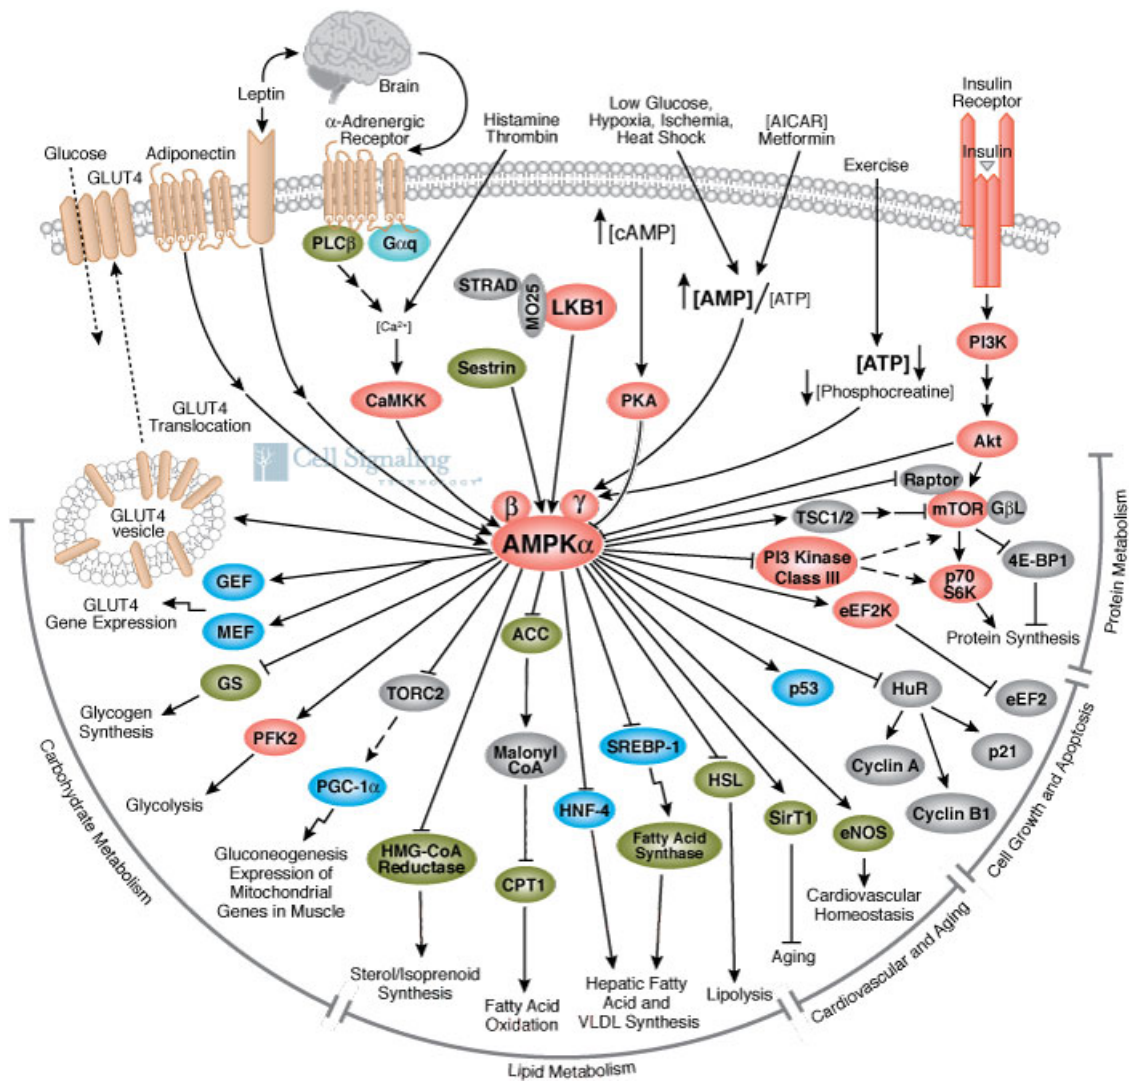 Brain
Leptin
α-Adrenergic
Receptor
Histamine
Thrombin
Low Glucose,
Hypoxia, Ischemia,
Heat Shock
[AICAR]
Metformin
Exercise
Insulin
Receptor
Insulin
Glucose
GLUT4
Adiponectin
PLCβ
Gαq
[cAMP]
STRAD
MO25
LKB1
[AMP]
/[ATP]
[Ca²⁺]
PI3K
Sestrin
[ATP]
[Phosphocreatine]
CaMKK
PKA
GLUT4
Translocation
Akt
Cell Signaling
TECHNOLOGY®
Raptor
mTOR
GβL
GLUT4
vesicle
β
γ
AMPKα
TSC1/2
PI3 Kinase
Class III
4E-BP1
p70
S6K
GEF
GLUT4
Gene Expression
MEF
eEF2K
Protein Synthesis
ACC
GS
TORC2
p53
HuR
eEF2
Glycogen
Synthesis
PFK2
Malonyl
CoA
SREBP-1
p21
Cyclin A
PGC-1α
HSL
Glycolysis
HNF-4
SirT1
Cyclin B1
eNOS
Gluconeogenesis
Expression of
Mitochondrial
Genes in Muscle
HMG-CoA
Reductase
Fatty Acid
Synthase
CPT1
Cardiovascular
Homeostasis
Aging
Sterol/Isoprenoid
Synthesis
Fatty Acid
Oxidation
Hepatic Fatty
Acid and
VLDL Synthesis
Lipolysis
Carbohydrate Metabolism
Lipid Metabolism
Cardiovascular and Aging
Cell Growth and Apoptosis
Protein Metabolism